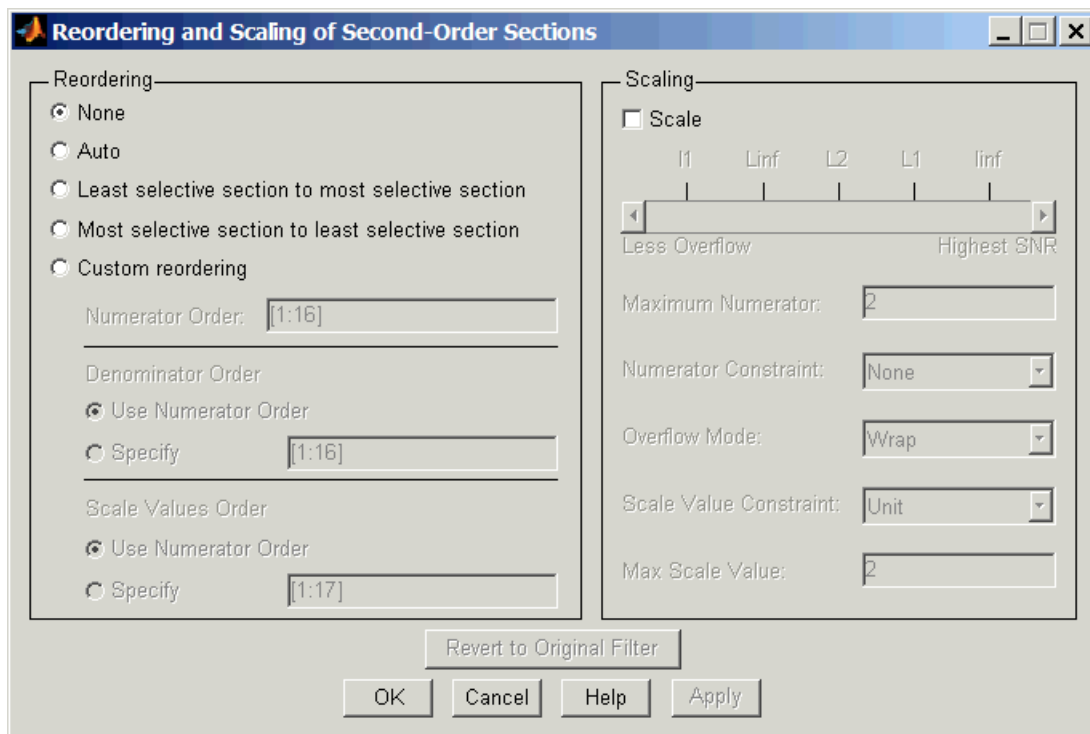 Reordering and Scaling of Second-Order Sections
Reordering
None
Auto
Least selective section to most selective section
Most selective section to least selective section
Custom reordering
Numerator Order: [1:16]
Denominator Order
Use Numerator Order
Specify [1:16]
Scale Values Order
Use Numerator Order
Specify [1:17]
Scaling
Scale
l1 Linf L2 L1 linf
Less Overflow Highest SNR
Maximum Numerator: 2
Numerator Constraint: None
Overflow Mode: Wrap
Scale Value Constraint: Unit
Max Scale Value: 2
Revert to Original Filter
OK Cancel Help Apply